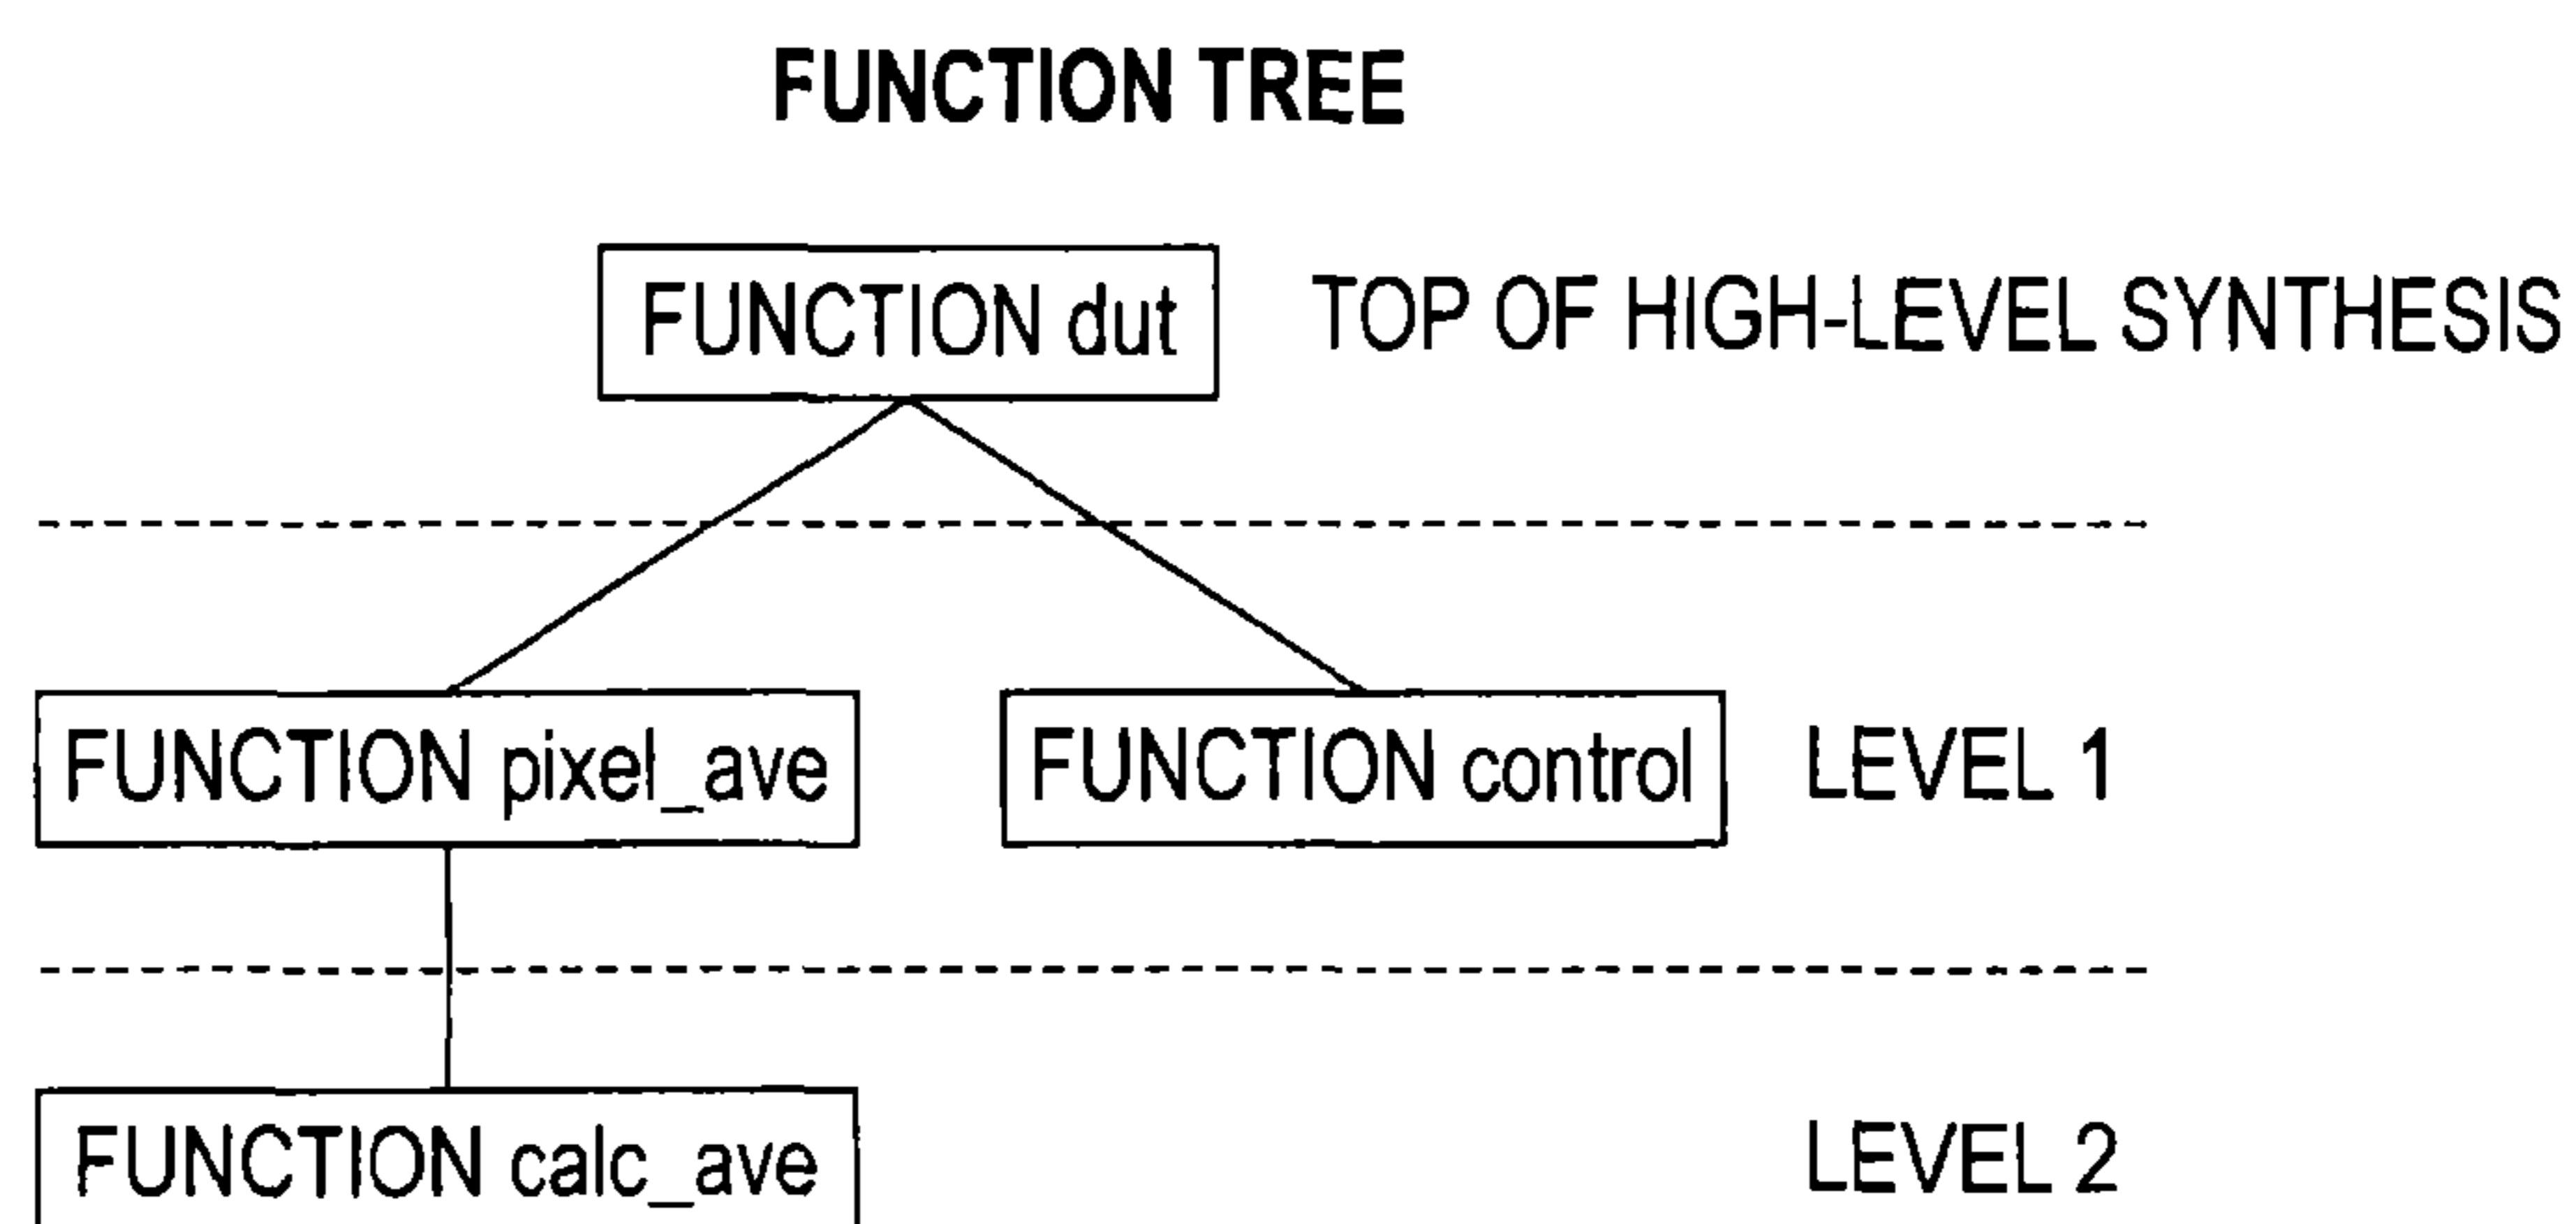 FUNCTION TREE
FUNCTION dut TOP OF HIGH-LEVEL SYNTHESIS
FUNCTION pixel_ave FUNCTION control LEVEL 1
FUNCTION calc_ave LEVEL 2